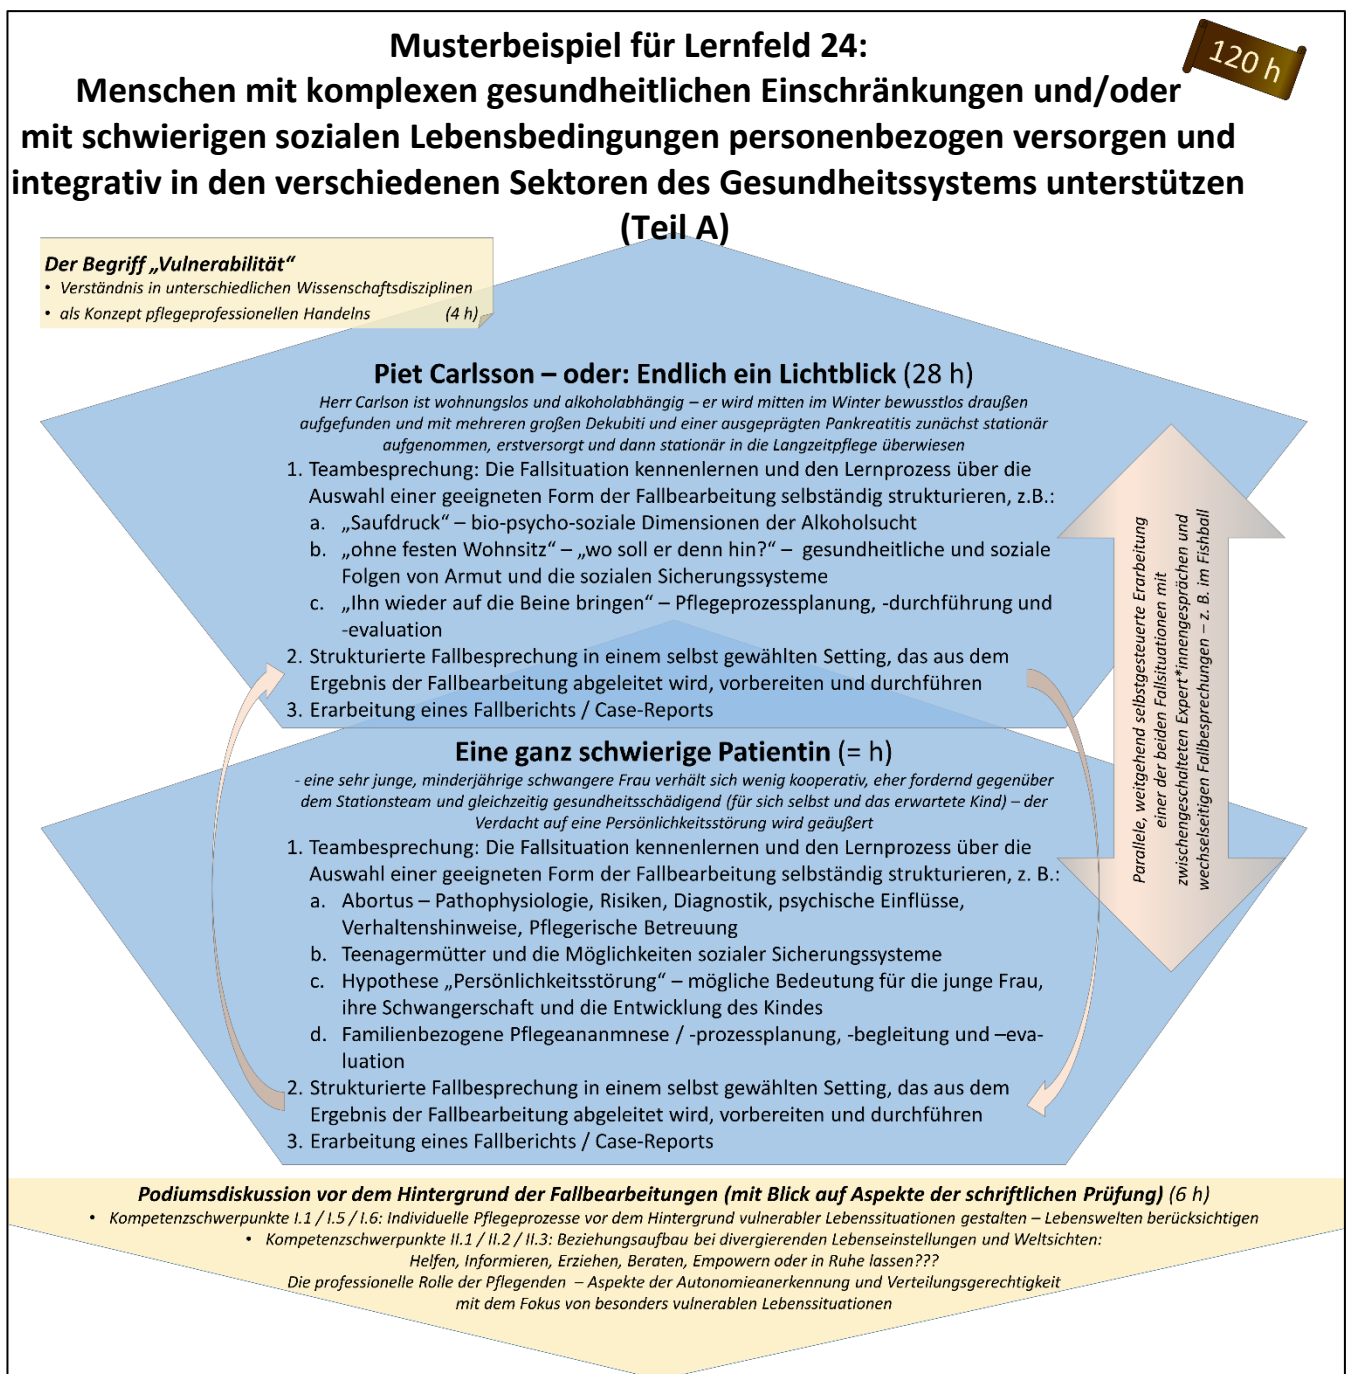 Musterbeispiel für Lernfeld 24:
120 h
Menschen mit komplexen gesundheitlichen Einschränkungen und/oder
mit schwierigen sozialen Lebensbedingungen personenbezogen versorgen und
integrativ in den verschiedenen Sektoren des Gesundheitssystems unterstützen
(Teil A)
Der Begriff „Vulnerabilität“
• Verständnis in unterschiedlichen Wissenschaftsdisziplinen
• als Konzept pflegeprofessionellen Handelns (4 h)
Piet Carlsson – oder: Endlich ein Lichtblick (28 h)
Herr Carlson ist wohnungslos und alkoholabhängig – er wird mitten im Winter bewusstlos draußen
aufgefunden und mit mehreren großen Dekubiti und einer ausgeprägten Pankreatitis zunächst stationär
aufgenommen, erstversorgt und dann stationär in die Langzeitpflege überwiesen
1. Teambesprechung: Die Fallsituation kennenlernen und den Lernprozess über die
Auswahl einer geeigneten Form der Fallbearbeitung selbständig strukturieren, z.B.:
a. „Saufdruck“ – bio-psycho-soziale Dimensionen der Alkoholsucht
b. „ohne festen Wohnsitz“ – „wo soll er denn hin?“ – gesundheitliche und soziale
Folgen von Armut und die sozialen Sicherungssysteme
c. „Ihn wieder auf die Beine bringen“ – Pflegeprozessplanung, -durchführung und
-evaluation
2. Strukturierte Fallbesprechung in einem selbst gewählten Setting, das aus dem
Ergebnis der Fallbearbeitung abgeleitet wird, vorbereiten und durchführen
3. Erarbeitung eines Fallberichts / Case-Reports
Parallele, weitgehend selbstgesteuerte Erarbeitung
einer der beiden Fallsituationen mit
zwischengeschalteten Expert*innengesprächen und
wechselseitigen Fallbesprechungen – z. B. im Fishball
Eine ganz schwierige Patientin (= h)
- eine sehr junge, minderjährige schwangere Frau verhält sich wenig kooperativ, eher fordernd gegenüber
dem Stationsteam und gleichzeitig gesundheitsschädigend (für sich selbst und das erwartete Kind) – der
Verdacht auf eine Persönlichkeitsstörung wird geäußert
1. Teambesprechung: Die Fallsituation kennenlernen und den Lernprozess über die
Auswahl einer geeigneten Form der Fallbearbeitung selbständig strukturieren, z. B.:
a. Abortus – Pathophysiologie, Risiken, Diagnostik, psychische Einflüsse,
Verhaltenshinweise, Pflegerische Betreuung
b. Teenagermütter und die Möglichkeiten sozialer Sicherungssysteme
c. Hypothese „Persönlichkeitsstörung“ – mögliche Bedeutung für die junge Frau,
ihre Schwangerschaft und die Entwicklung des Kindes
d. Familienbezogene Pflegeananmnese / -prozessplanung, -begleitung und –eva-
luation
2. Strukturierte Fallbesprechung in einem selbst gewählten Setting, das aus dem
Ergebnis der Fallbearbeitung abgeleitet wird, vorbereiten und durchführen
3. Erarbeitung eines Fallberichts / Case-Reports
Podiumsdiskussion vor dem Hintergrund der Fallbearbeitungen (mit Blick auf Aspekte der schriftlichen Prüfung) (6 h)
• Kompetenzschwerpunkte I.1 / I.5 / I.6: Individuelle Pflegeprozesse vor dem Hintergrund vulnerabler Lebenssituationen gestalten – Lebenswelten berücksichtigen
• Kompetenzschwerpunkte II.1 / II.2 / II.3: Beziehungsaufbau bei divergierenden Lebenseinstellungen und Weltsichten:
Helfen, Informieren, Erziehen, Beraten, Empowern oder in Ruhe lassen???
Die professionelle Rolle der Pflegenden – Aspekte der Autonomieanerkennung und Verteilungsgerechtigkeit
mit dem Fokus von besonders vulnerablen Lebenssituationen